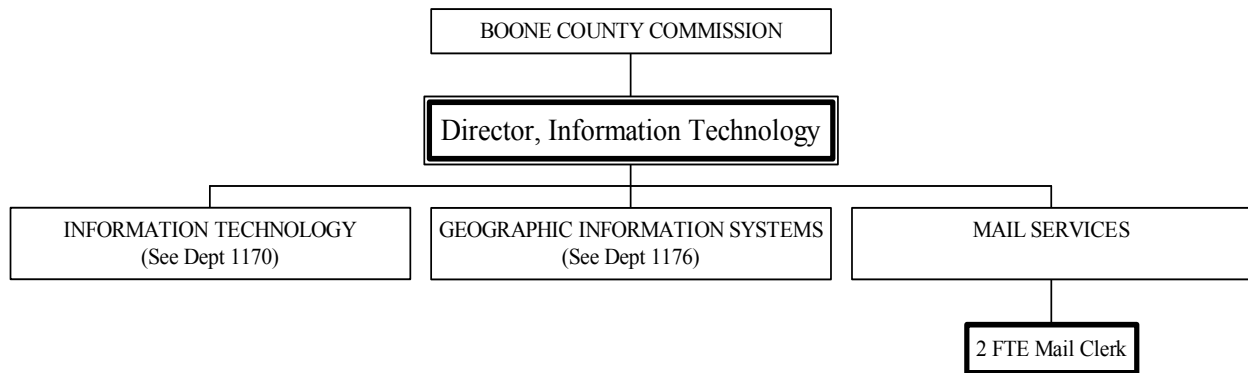 BOONE COUNTY COMMISSION
Director, Information Technology
INFORMATION TECHNOLOGY
(See Dept 1170)
GEOGRAPHIC INFORMATION SYSTEMS
(See Dept 1176)
MAIL SERVICES
2 FTE Mail Clerk